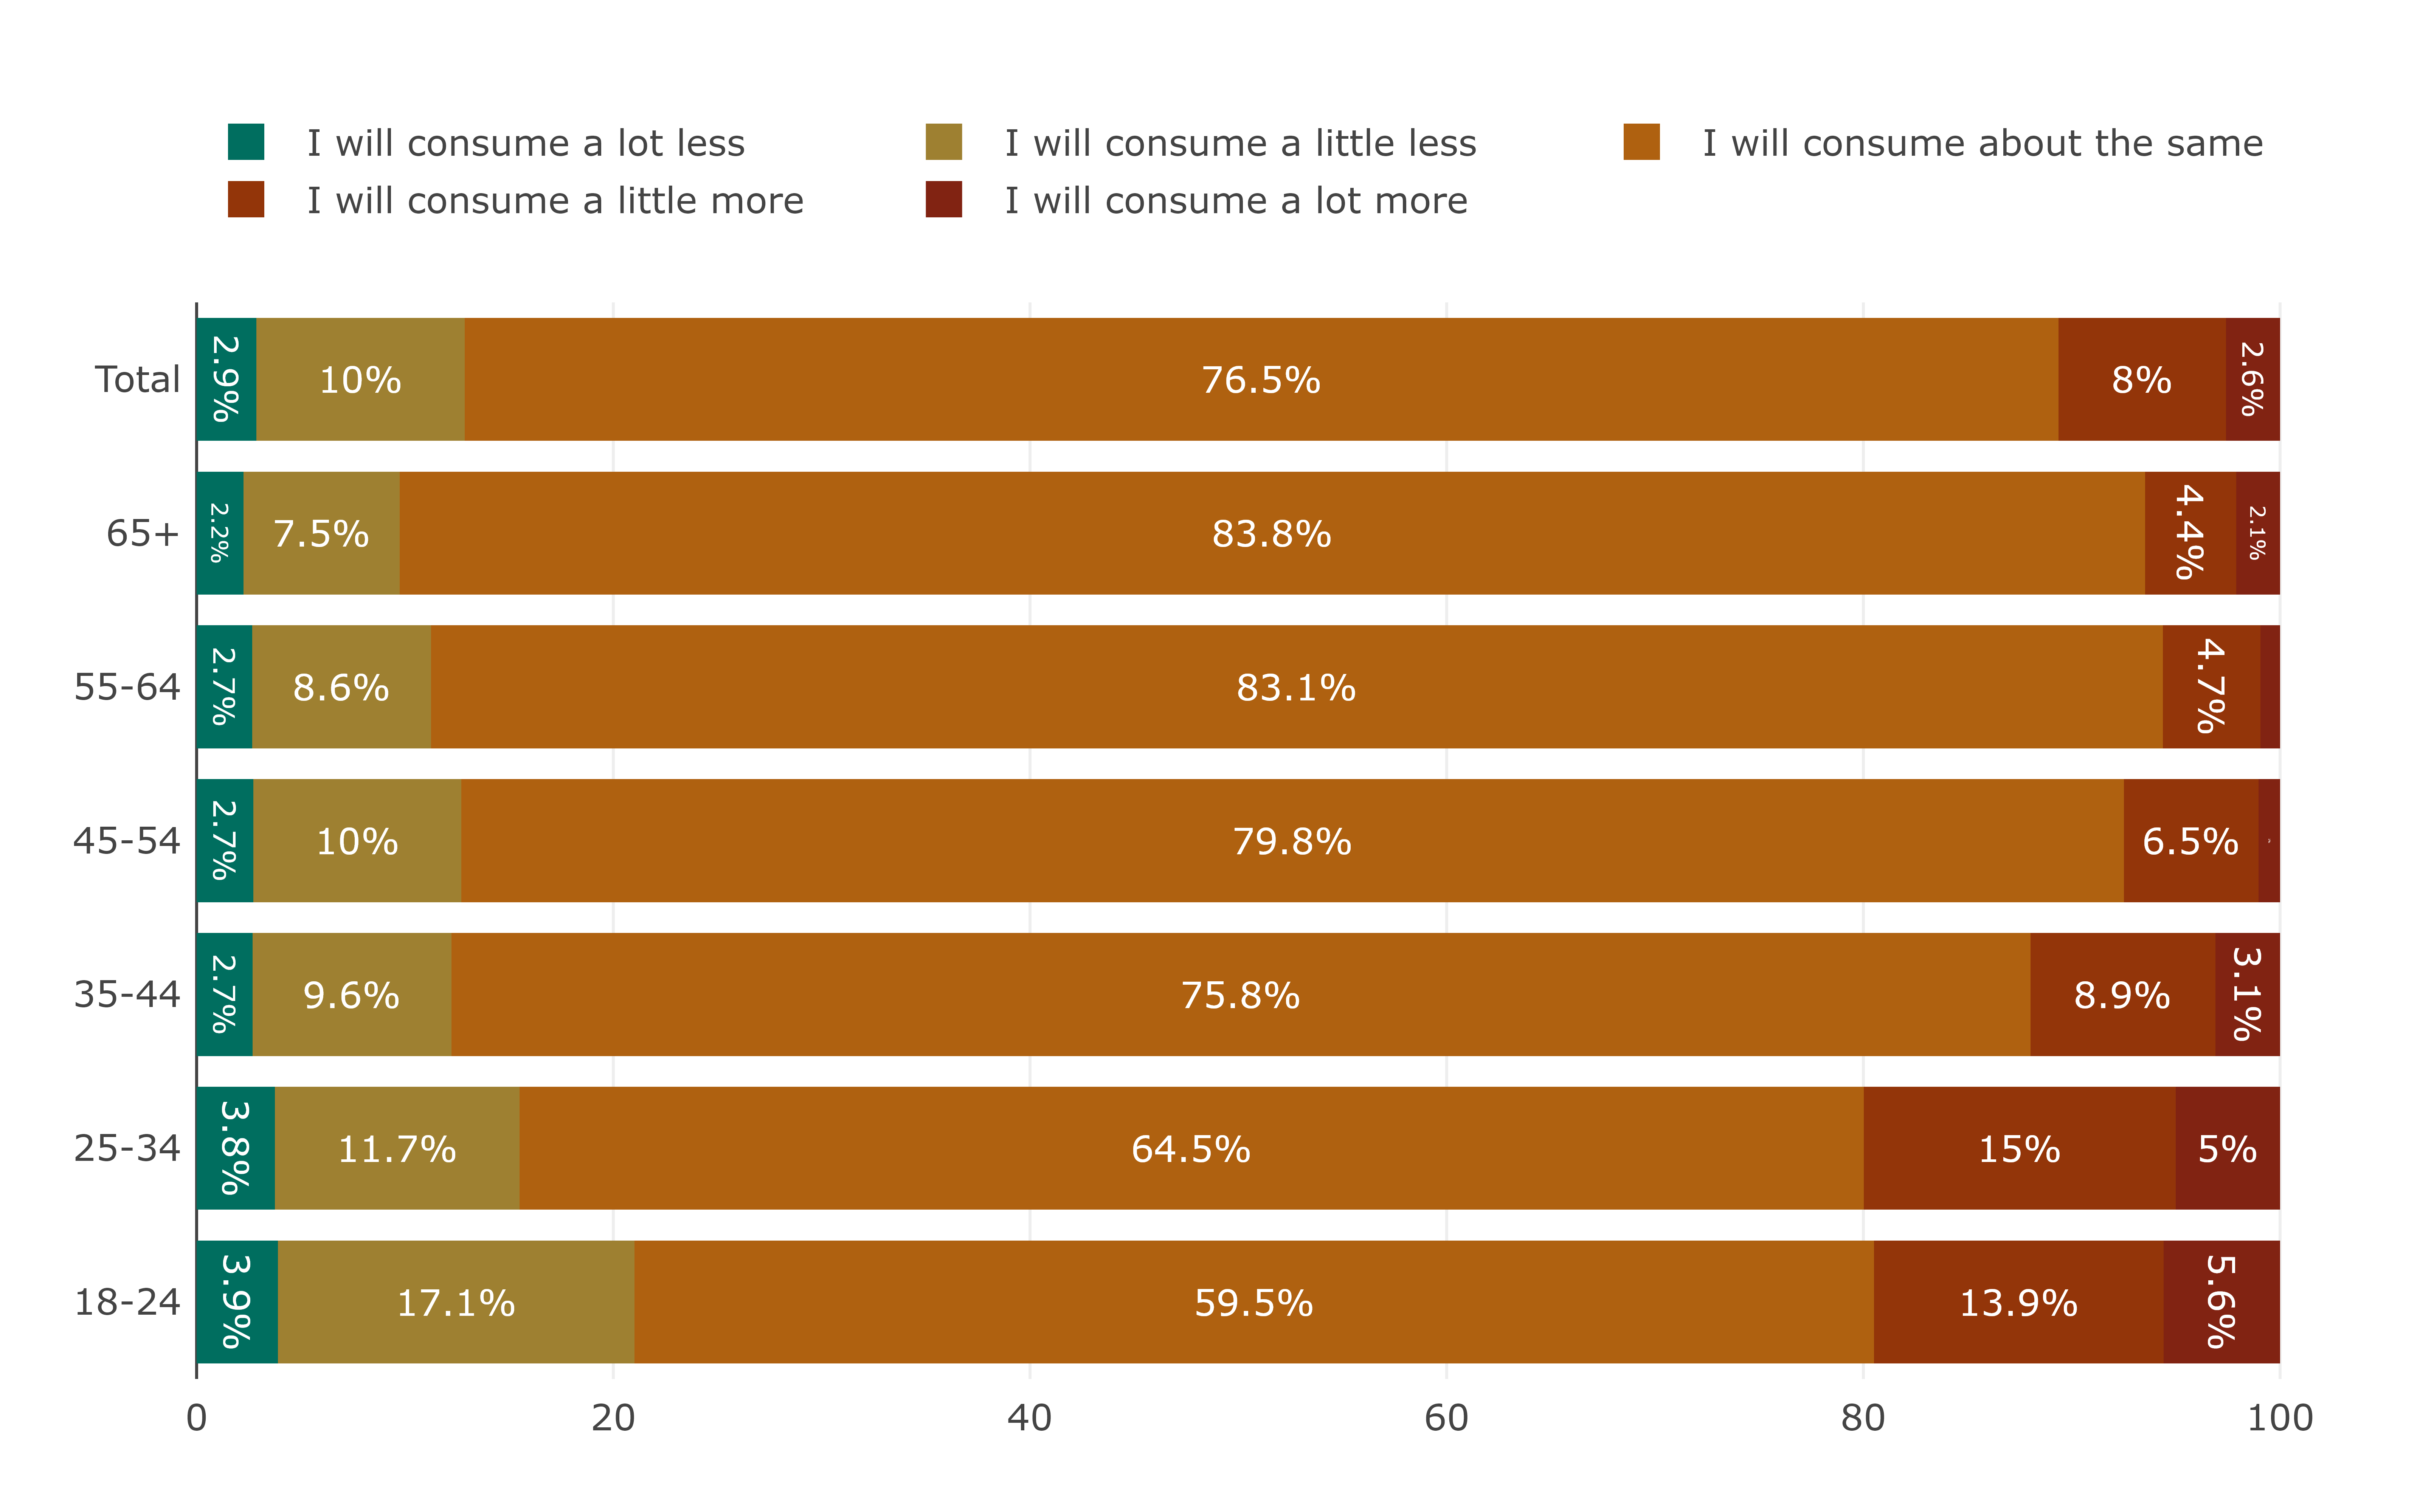 I will consume a lot less I will consume a little less I will consume about the same
I will consume a little more I will consume a lot more
Total 2.9% 10% 76.5% 8% 2.6%
65+ 2.2% 7.5% 83.8% 4.4% 2.1%
55-64 2.7% 8.6% 83.1% 4.7%
45-54 2.7% 10% 79.8% 6.5%
35-44 2.7% 9.6% 75.8% 8.9% 3.1%
25-34 3.8% 11.7% 64.5% 15% 5%
18-24 3.9% 17.1% 59.5% 13.9% 5.6%
0 20 40 60 80 100